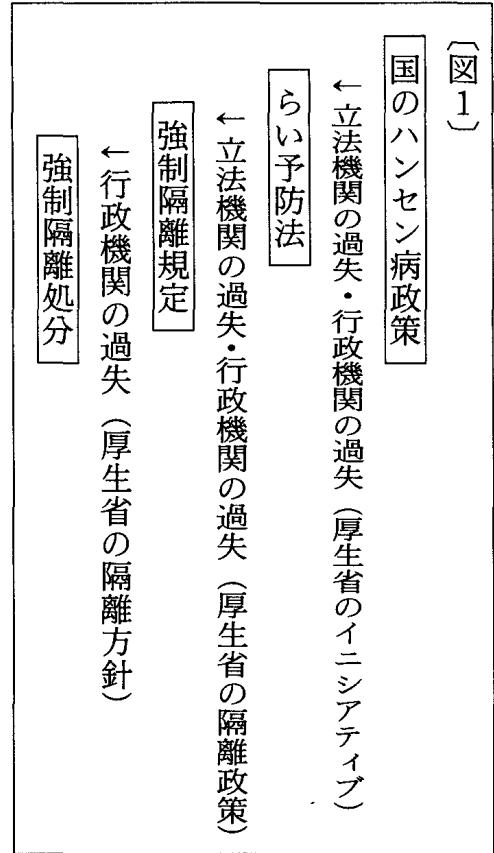 〔図1〕
国のハンセン病政策
←立法機関の過失・行政機関の過失（厚生省のイニシアティブ）
らい予防法
←立法機関の過失・行政機関の過失（厚生省の隔離政策）
強制隔離規定
←行政機関の過失（厚生省の隔離方針）
強制隔離処分